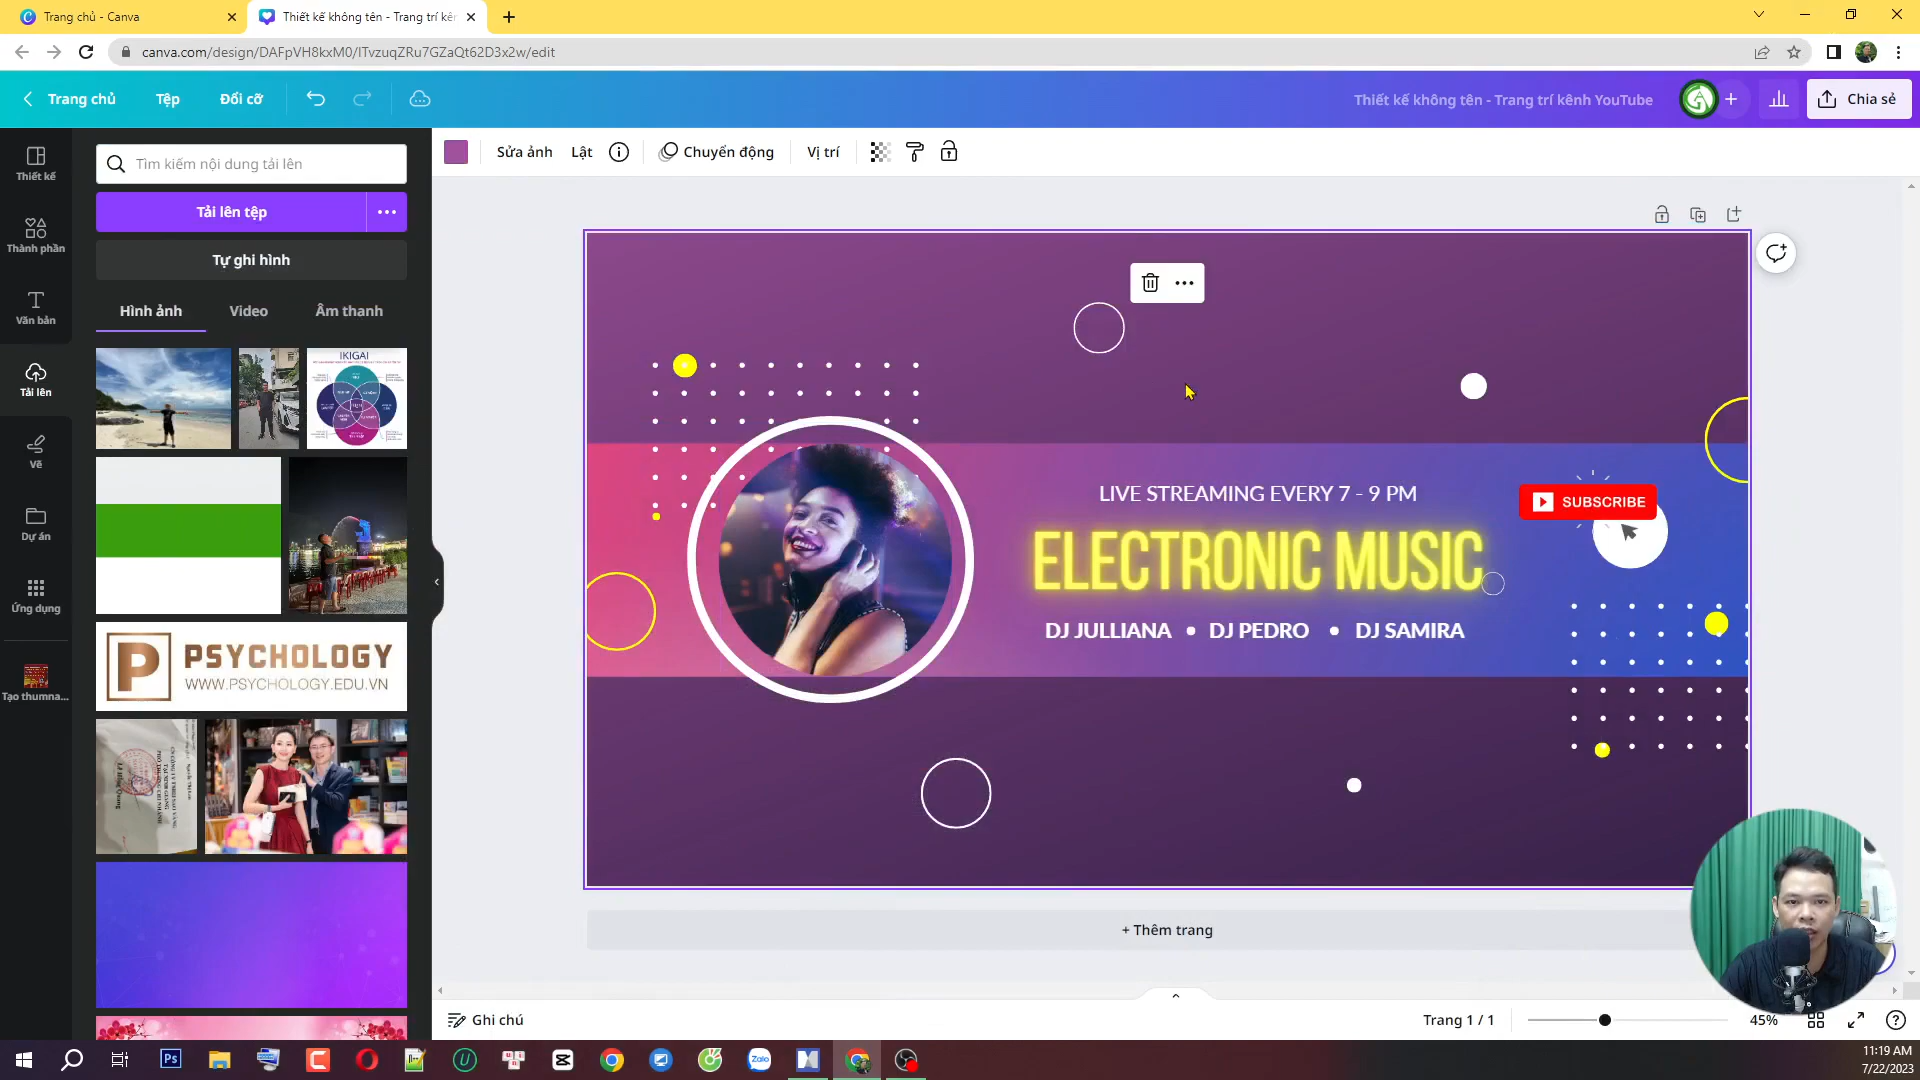 Trang chủ - Canva
Thiết kế không tên - Trang trí kên
canva.com/design/DAFpVH8kxM0/ITvzuqZRu7GZaQt62D3x2w/edit
Trang chủ
Tệp
Đổi cỡ
Thiết kế không tên - Trang trí kênh YouTube
Chia sẻ
Thiết kế
Thành phần
Văn bản
Tải lên
Vẽ
Dự án
Ứng dụng
Tạo thumna...
Tìm kiếm nội dung tải lên
Tải lên tệp
Tự ghi hình
Hình ảnh
Video
Âm thanh
IKIGAI
P PSYCHOLOGY
WWW.PSYCHOLOGY.EDU.VN
Sửa ảnh
Lật
Chuyển động
Vị trí
LIVE STREAMING EVERY 7 - 9 PM
ELECTRONIC MUSIC
DJ JULLIANA • DJ PEDRO • DJ SAMIRA
SUBSCRIBE
+ Thêm trang
Ghi chú
Trang 1 / 1
45%
Ps
Zalo
11:19 AM
7/22/2023